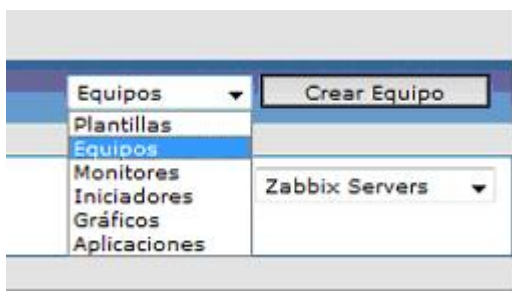 Equipos
Crear Equipo
Plantillas
Equipos
Monitores
Iniciadores
Gráficos
Aplicaciones
Zabbix Servers